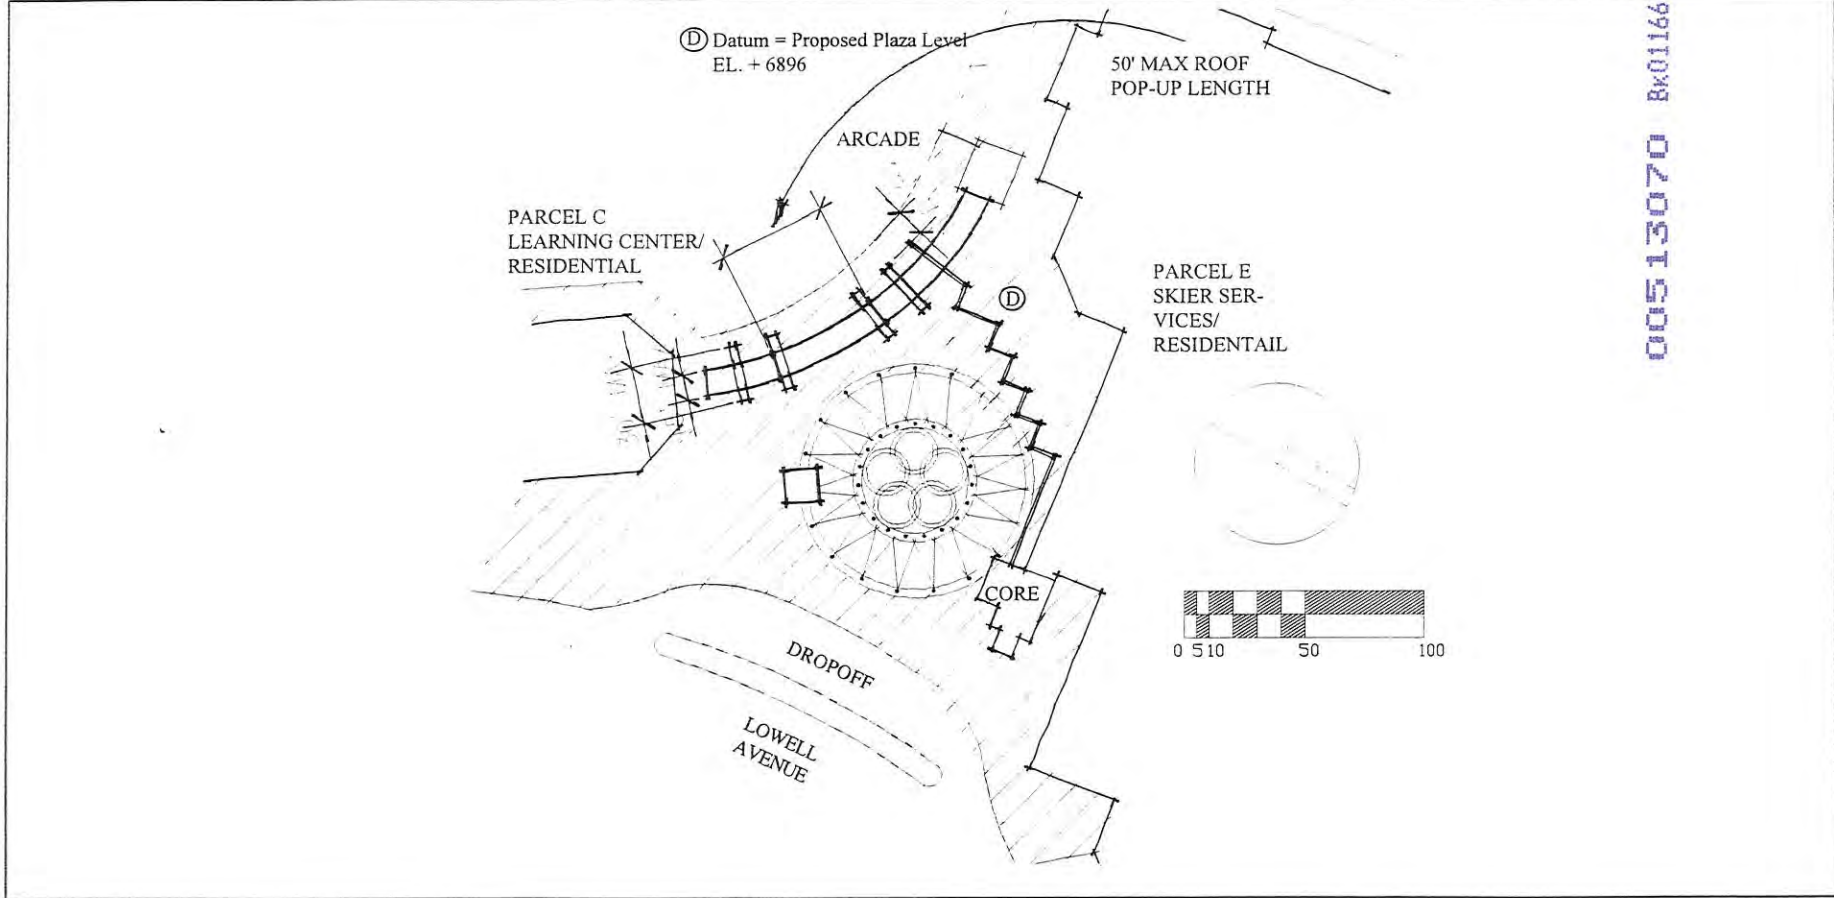 Ⓓ Datum = Proposed Plaza Level
EL. + 6896
50' MAX ROOF
POP-UP LENGTH
ARCADE
PARCEL C
LEARNING CENTER/
RESIDENTIAL
PARCEL E
SKIER SER-
VICES/
RESIDENTAIL
Ⓓ
CORE
DROPOFF
LOWELL
AVENUE
0 5 10 50 100
00513070 BK01166